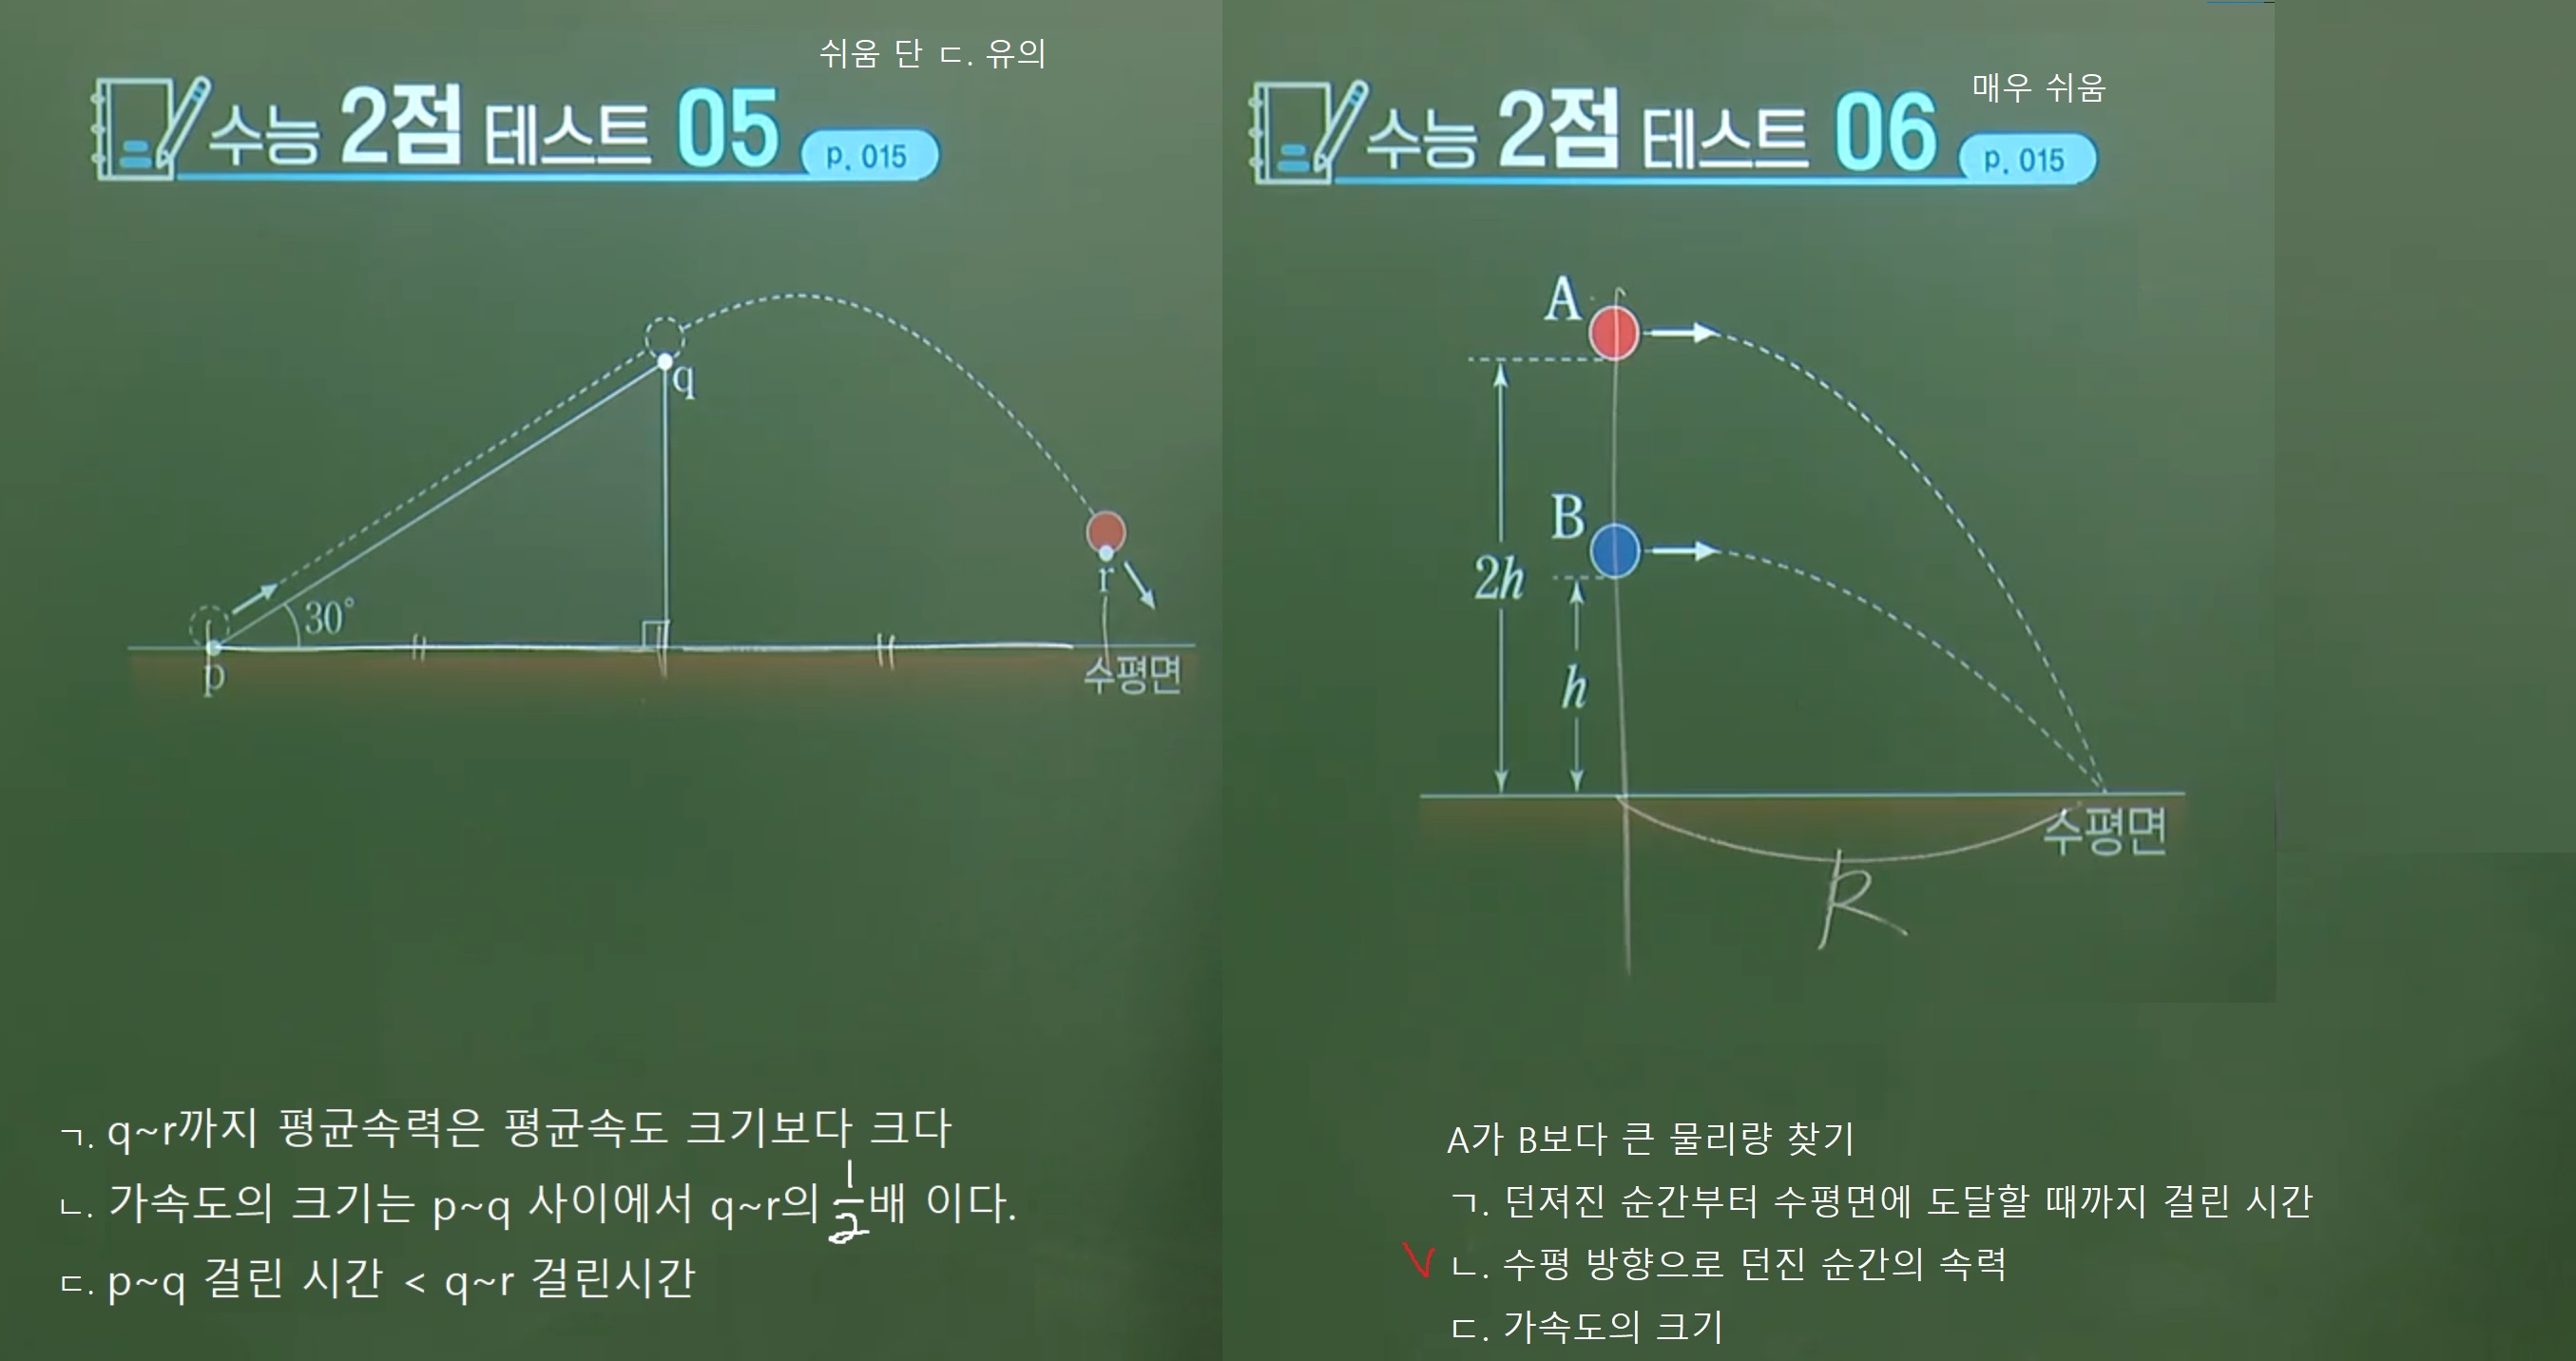 쉬움 단 ㄷ. 유의
수능 2점 테스트 05
p. 015
q
30°
p
r
수평면
ㄱ. q~r까지 평균속력은 평균속도 크기보다 크다
ㄴ. 가속도의 크기는 p~q 사이에서 q~r의 1/2배 이다.
ㄷ. p~q 걸린 시간 < q~r 걸린시간
매우 쉬움
수능 2점 테스트 06
p. 015
A
B
2h
h
수평면
R
A가 B보다 큰 물리량 찾기
ㄱ. 던져진 순간부터 수평면에 도달할 때까지 걸린 시간
ㄴ. 수평 방향으로 던진 순간의 속력
ㄷ. 가속도의 크기